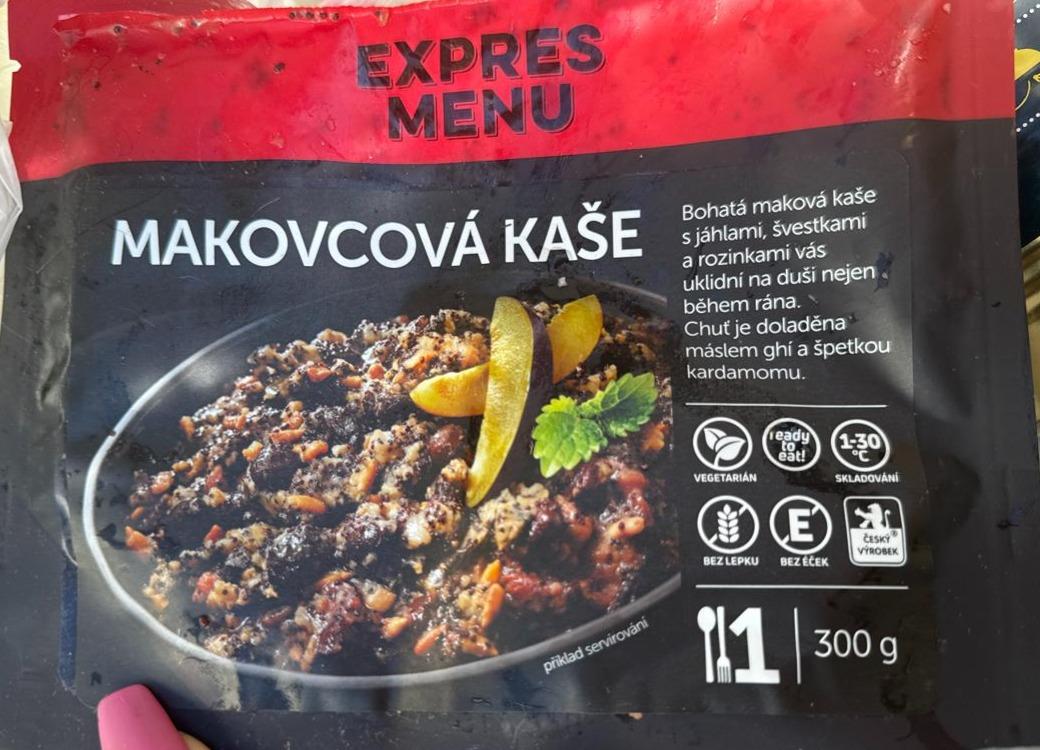 EXPRES
MENU
MAKOVCOVÁ KAŠE
Bohatá maková kaše
s jáhlami, švestkami
a rozinkami vás
uklidní na duši nejen
během rána.
Chuť je doladěna
máslem ghí a špetkou
kardamomu.
VEGETARIÁN
ready
to
eat!
1-30
°C
SKLADOVÁNÍ
BEZ LEPKU
E
BEZ ÉČEK
ČESKÝ®
VÝROBEK
příklad servírování
1
300 g